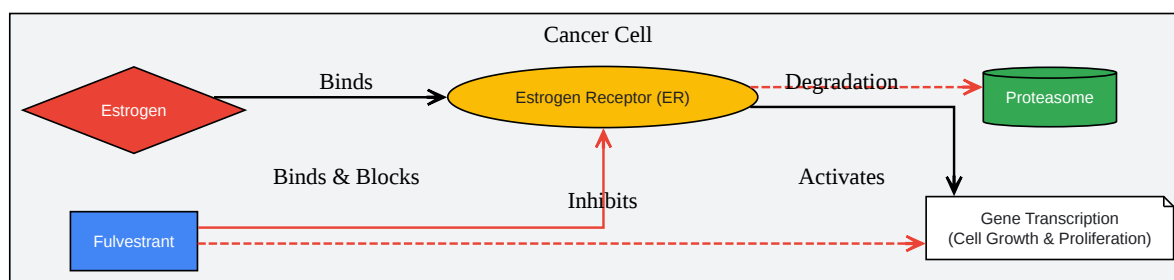 Cancer Cell
Binds
Degradation
Estrogen
Estrogen Receptor (ER)
Proteasome
Binds & Blocks
Activates
Inhibits
Fulvestrant
Gene Transcription
(Cell Growth & Proliferation)